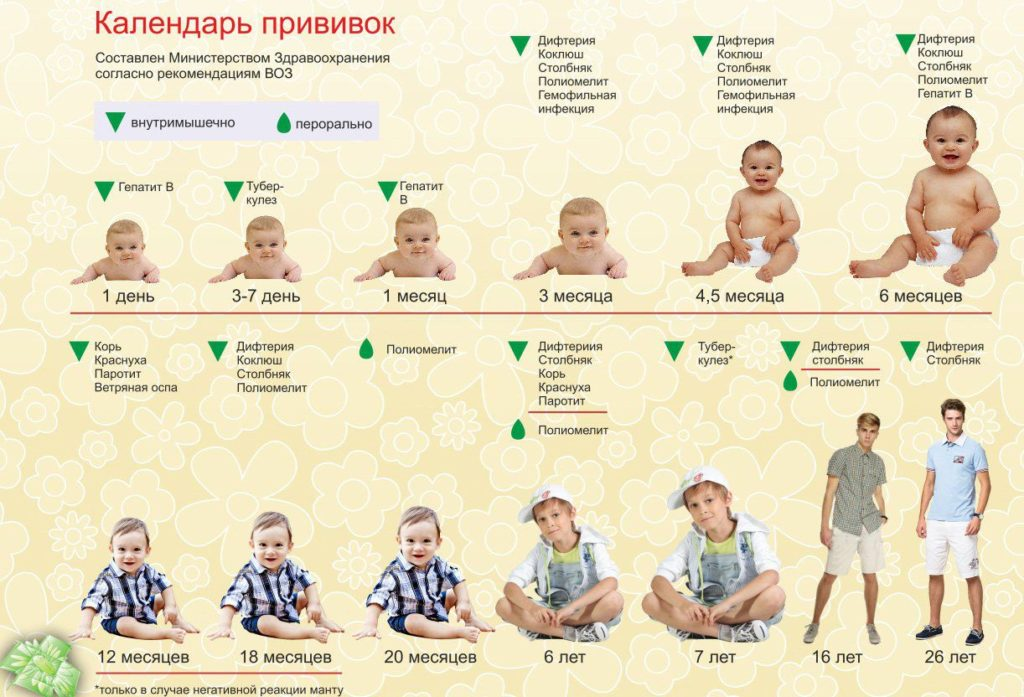 Календарь прививок
Составлен Министерством Здравоохранения
согласно рекомендациям ВОЗ
внутримышечно
перорально
Гепатит В
1 день
Тубер-
кулез
3-7 день
Гепатит
В
1 месяц
Дифтерия
Коклюш
Столбняк
Полиомелит
Гемофильная
инфекция
3 месяца
Дифтерия
Коклюш
Столбняк
Полиомелит
Гемофильная
инфекция
4,5 месяца
Дифтерия
Коклюш
Столбняк
Полиомелит
Гепатит В
6 месяцев
Корь
Краснуха
Паротит
Ветряная оспа
12 месяцев
Дифтерия
Коклюш
Столбняк
Полиомелит
18 месяцев
Полиомелит
20 месяцев
Дифтериия
Столбняк
Корь
Краснуха
Паротит
Полиомелит
6 лет
Тубер-
кулез*
7 лет
Дифтерия
столбняк
Полиомелит
16 лет
Дифтерия
Столбняк
26 лет
*только в случае негативной реакции манту